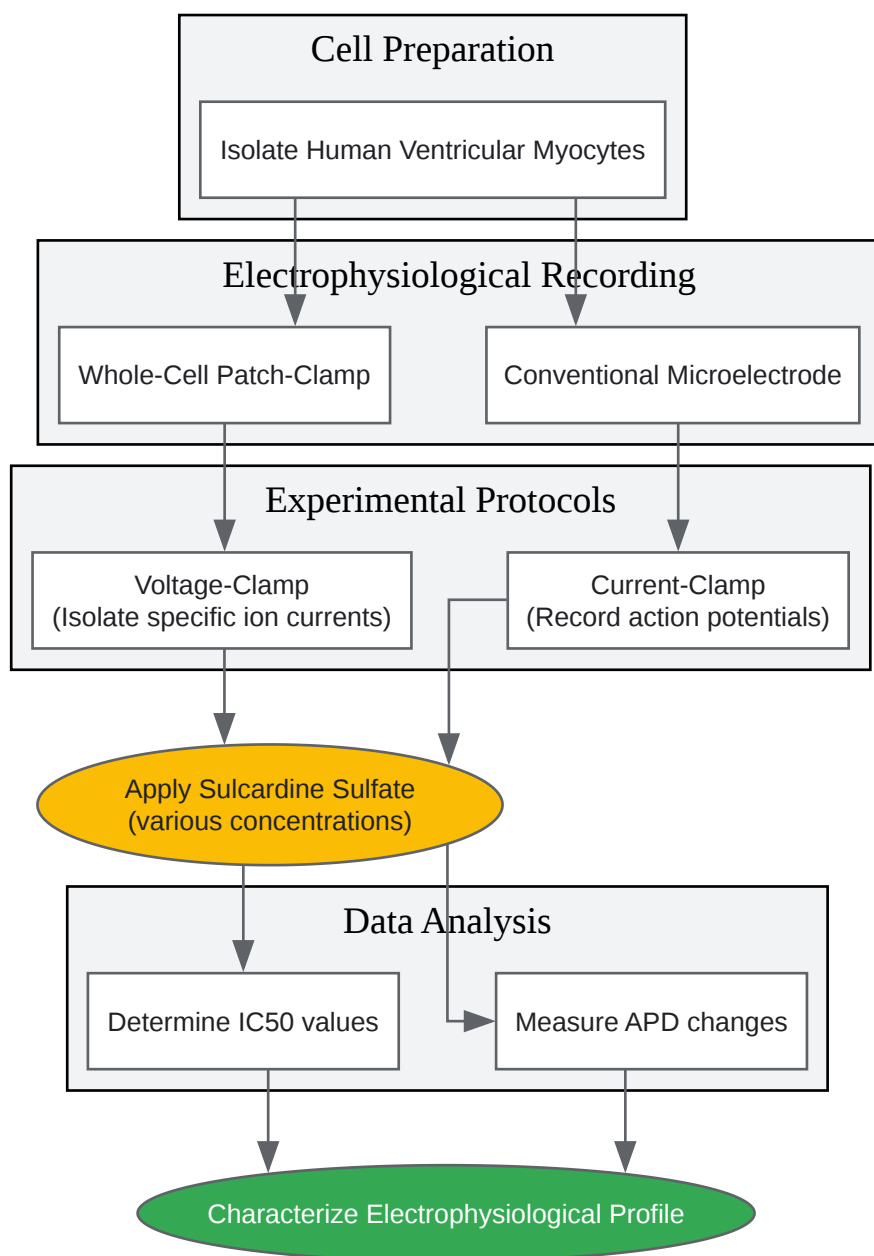 Cell Preparation
Isolate Human Ventricular Myocytes
Electrophysiological Recording
Whole-Cell Patch-Clamp
Conventional Microelectrode
Experimental Protocols
Voltage-Clamp
(Isolate specific ion currents)
Current-Clamp
(Record action potentials)
Apply Sulcardine Sulfate
(various concentrations)
Data Analysis
Determine IC50 values
Measure APD changes
Characterize Electrophysiological Profile